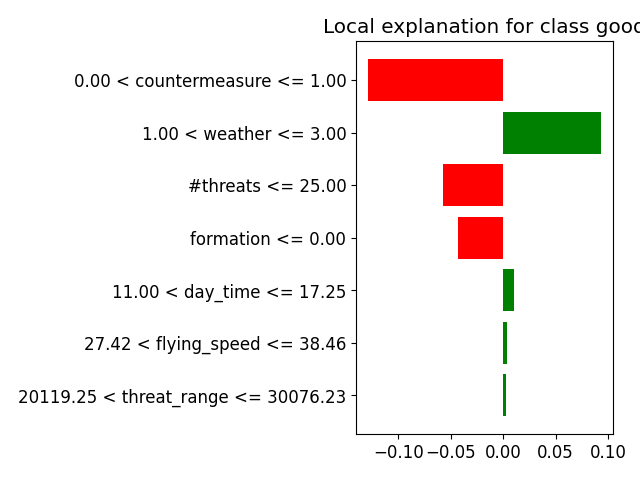 Local explanation for class good
0.00 < countermeasure <= 1.00
1.00 < weather <= 3.00
#threats <= 25.00
formation <= 0.00
11.00 < day_time <= 17.25
27.42 < flying_speed <= 38.46
20119.25 < threat_range <= 30076.23
−0.10 −0.05 0.00 0.05 0.10